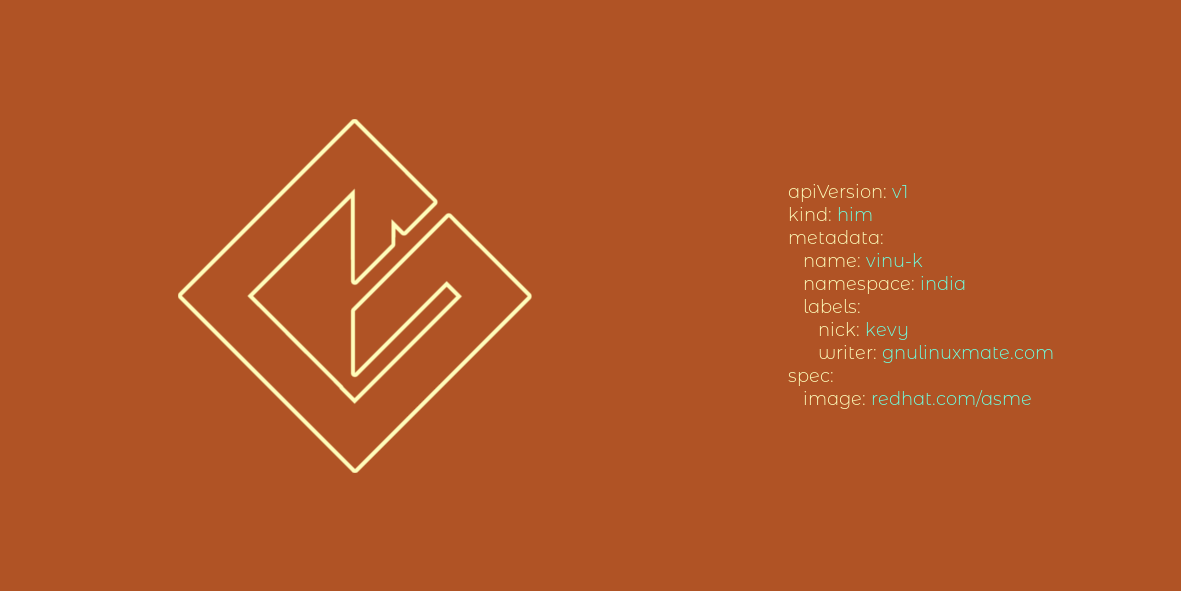 apiVersion: v1
kind: him
metadata:
   name: vinu-k
   namespace: india
   labels:
      nick: kevy
      writer: gnulinuxmate.com
spec:
   image: redhat.com/asme